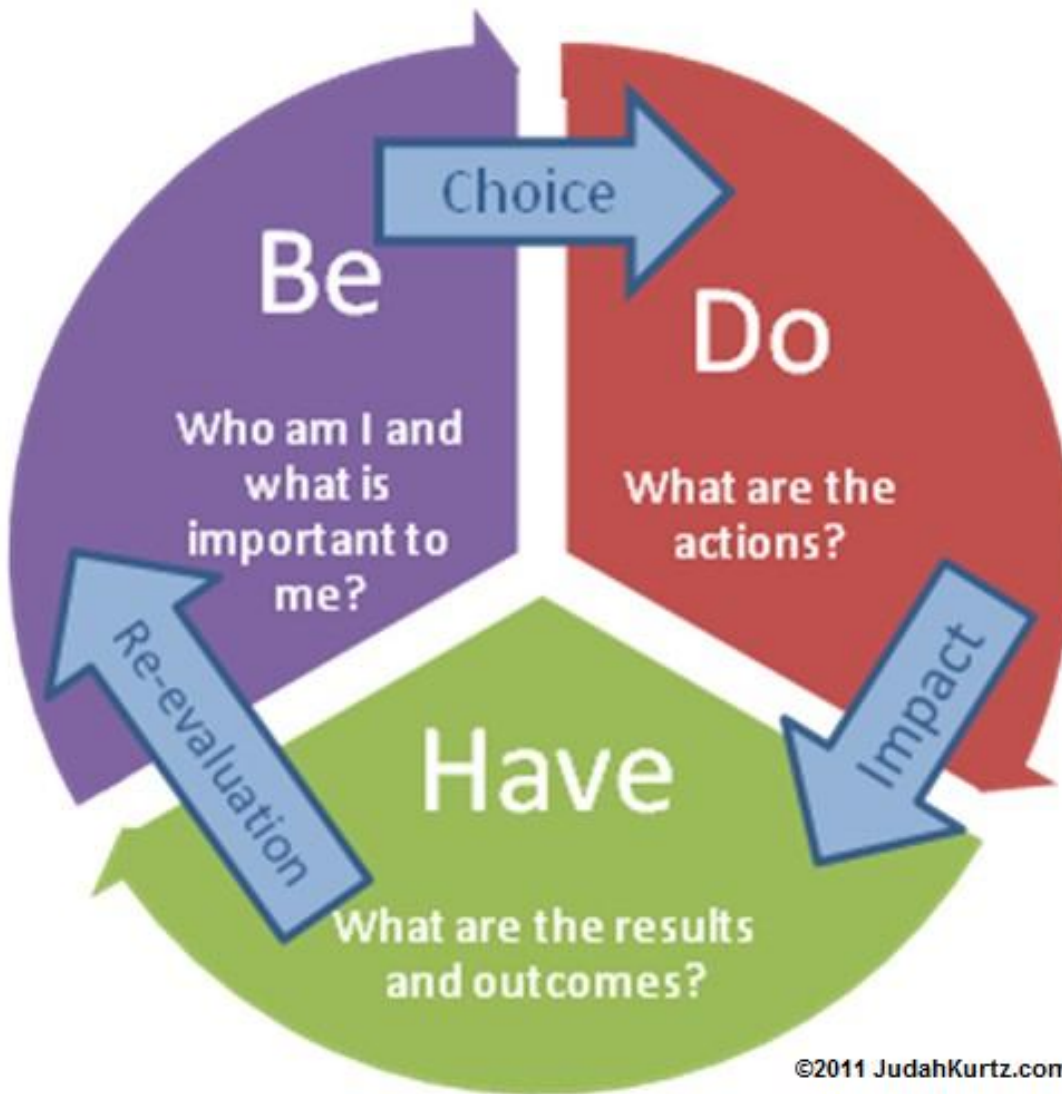 Choice
Be
Who am I and
what is
important to
me?
Do
What are the
actions?
Impact
Have
What are the results
and outcomes?
Re-evaluation
©2011 JudahKurtz.com